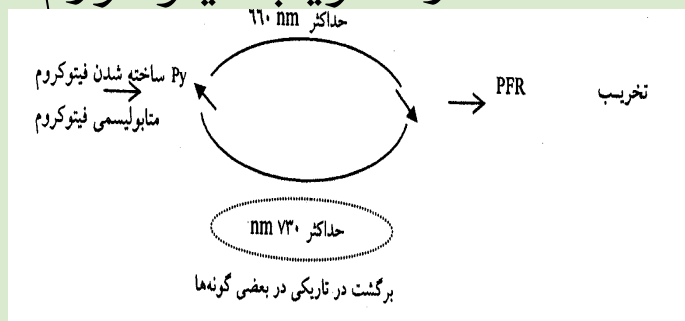 حداکثر ۶۶۰ nm
ساخته شدن فیتوکروم Py
متابولیسمی فیتوکروم
PFR
تخریب
حداکثر ۷۳۰ nm
برگشت در تاریکی در بعضی گونه‌ها